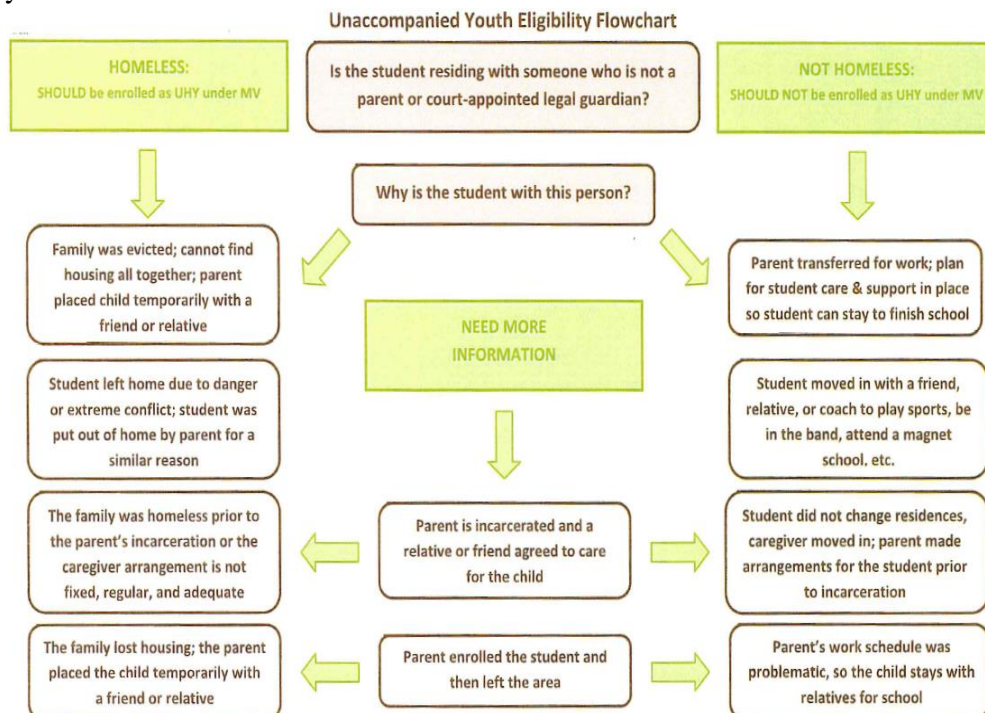 Unaccompanied Youth Eligibility Flowchart
HOMELESS:
SHOULD be enrolled as UHY under MV
Is the student residing with someone who is not a
parent or court-appointed legal guardian?
NOT HOMELESS:
SHOULD NOT be enrolled as UHY under MV
Why is the student with this person?
Family was evicted; cannot find
housing all together; parent
placed child temporarily with a
friend or relative
Parent transferred for work; plan
for student care & support in place
so student can stay to finish school
NEED MORE
INFORMATION
Student left home due to danger
or extreme conflict; student was
put out of home by parent for a
similar reason
Student moved in with a friend,
relative, or coach to play sports, be
in the band, attend a magnet
school, etc.
The family was homeless prior to
the parent's incarceration or the
caregiver arrangement is not
fixed, regular, and adequate
Parent is incarcerated and a
relative or friend agreed to care
for the child
Student did not change residences,
caregiver moved in; parent made
arrangements for the student prior
to incarceration
The family lost housing; the parent
placed the child temporarily with
a friend or relative
Parent enrolled the student and
then left the area
Parent's work schedule was
problematic, so the child stays with
relatives for school